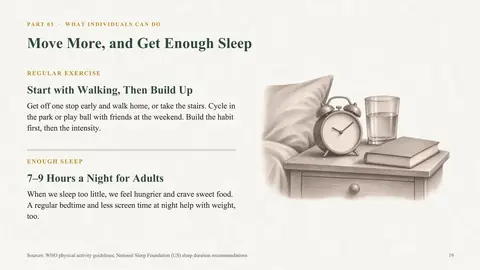 PART 03 · WHAT INDIVIDUALS CAN DO
Move More, and Get Enough Sleep
REGULAR EXERCISE
Start with Walking, Then Build Up
Get off one stop early and walk home, or take the stairs. Cycle in
the park or play ball with friends at the weekend. Build the habit
first, then the intensity.
ENOUGH SLEEP
7–9 Hours a Night for Adults
When we sleep too little, we feel hungrier and crave sweet food.
A regular bedtime and less screen time at night help with weight,
too.
Sources: WHO physical activity guidelines; National Sleep Foundation (US) sleep duration recommendations
19